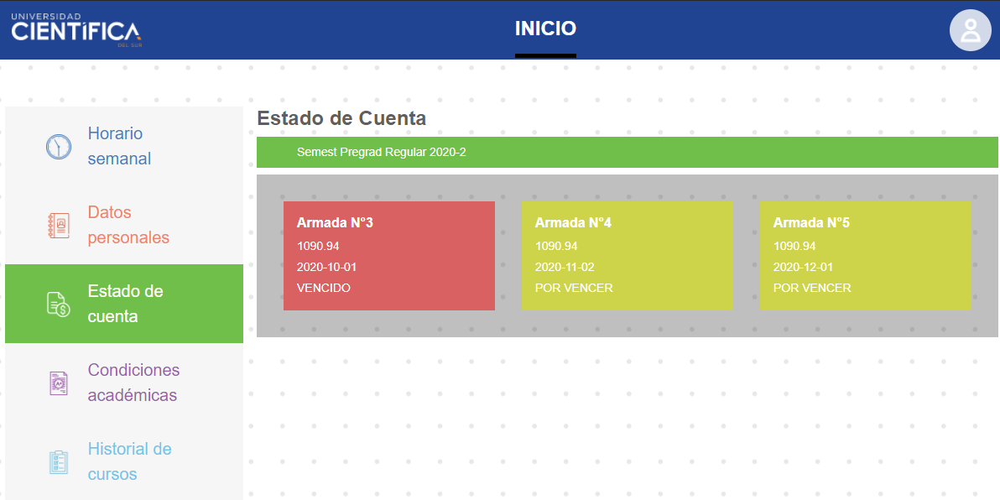 UNIVERSIDAD
CIENTÍFICA
DEL SUR
INICIO
Horario
semanal
Datos
personales
Estado de
cuenta
Condiciones
académicas
Historial de
cursos
Estado de Cuenta
Semest Pregrad Regular 2020-2
Armada N°3
1090.94
2020-10-01
VENCIDO
Armada N°4
1090.94
2020-11-02
POR VENCER
Armada N°5
1090.94
2020-12-01
POR VENCER